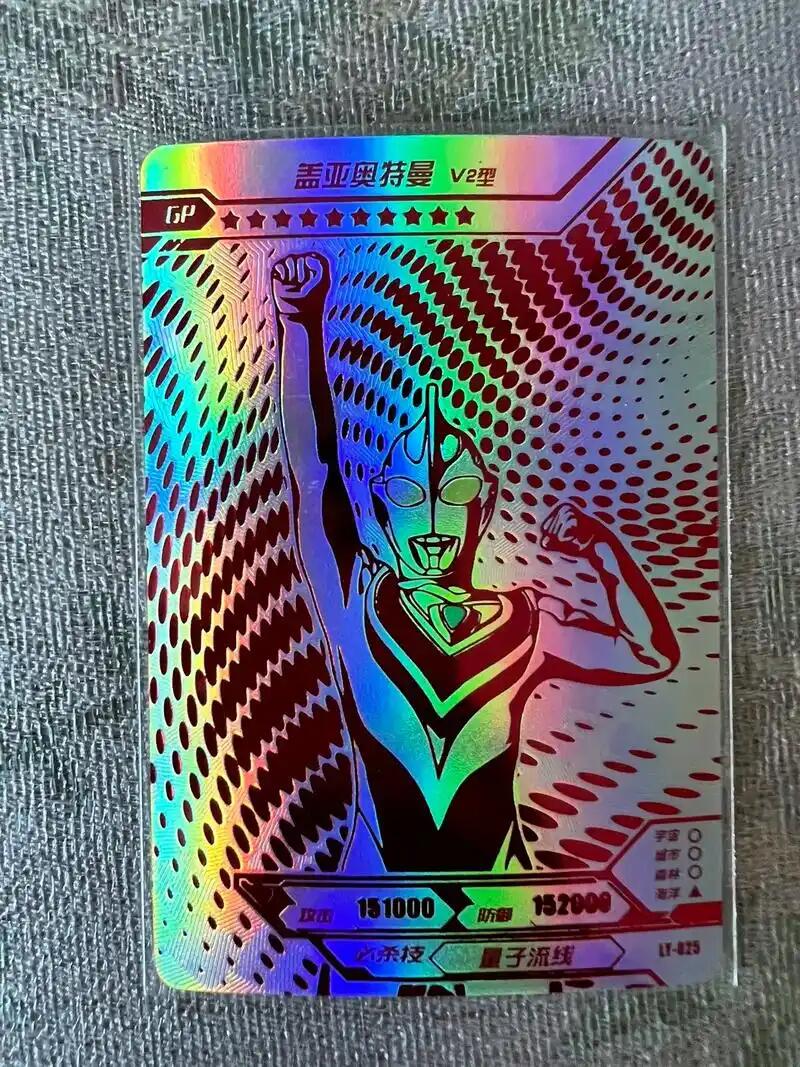 盖亚奥特曼 V2型
GP
宇宙
城市
森林
海洋
攻击 151000 防御 152000
必杀技 量子流线
LY-025